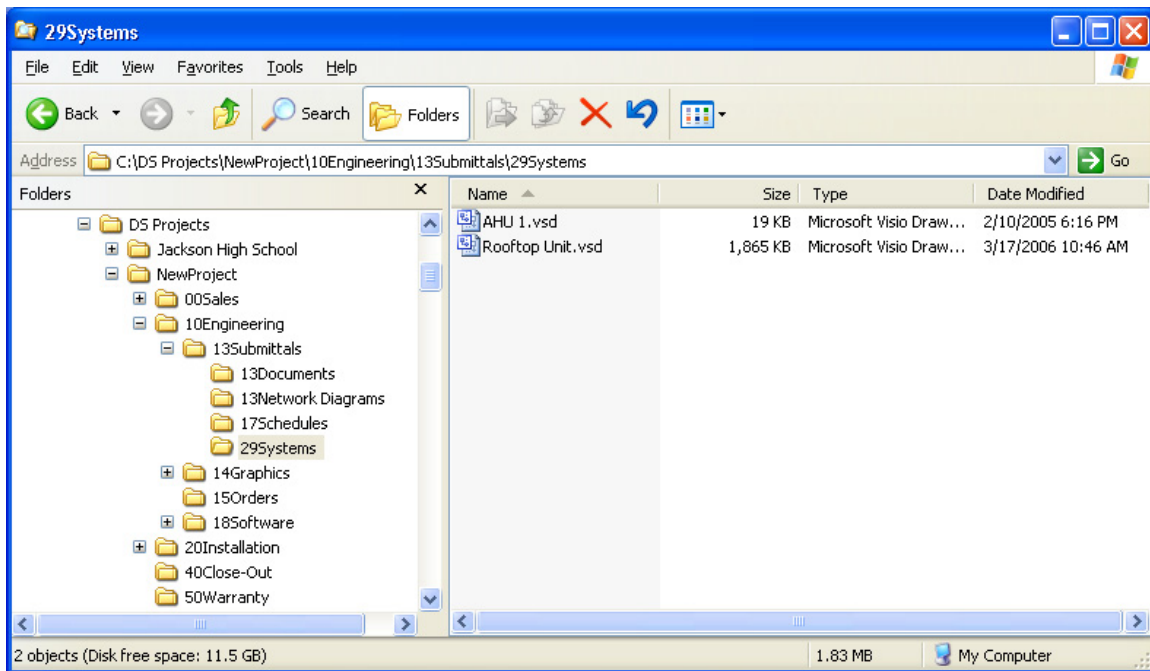 29Systems
File Edit View Favorites Tools Help
Back Search Folders
Address C:\DS Projects\NewProject\10Engineering\13Submittals\29Systems Go
Folders
DS Projects
Jackson High School
NewProject
00Sales
10Engineering
13Submittals
13Documents
13Network Diagrams
17Schedules
29Systems
14Graphics
15Orders
18Software
20Installation
40Close-Out
50Warranty
Name Size Type Date Modified
AHU 1.vsd 19 KB Microsoft Visio Draw... 2/10/2005 6:16 PM
Rooftop Unit.vsd 1,865 KB Microsoft Visio Draw... 3/17/2006 10:46 AM
2 objects (Disk free space: 11.5 GB) 1.83 MB My Computer